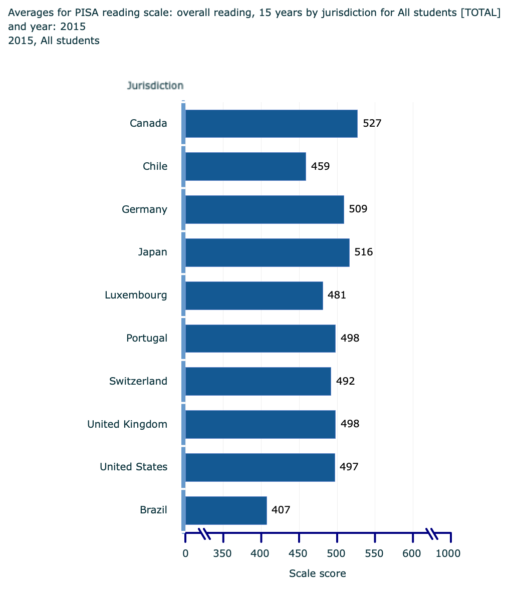 Averages for PISA reading scale: overall reading, 15 years by jurisdiction for All students [TOTAL]
and year: 2015
2015, All students
Jurisdiction
Canada 527
Chile 459
Germany 509
Japan 516
Luxembourg 481
Portugal 498
Switzerland 492
United Kingdom 498
United States 497
Brazil 407
0 350 400 450 500 550 600 1000
Scale score